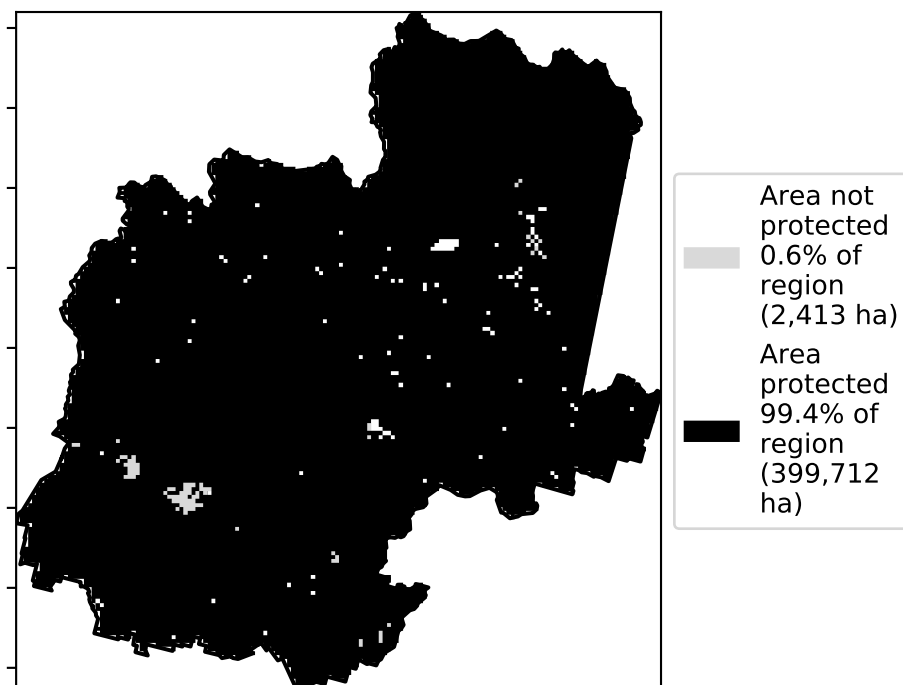 Area not
protected
0.6% of
region
(2,413 ha)
Area
protected
99.4% of
region
(399,712
ha)